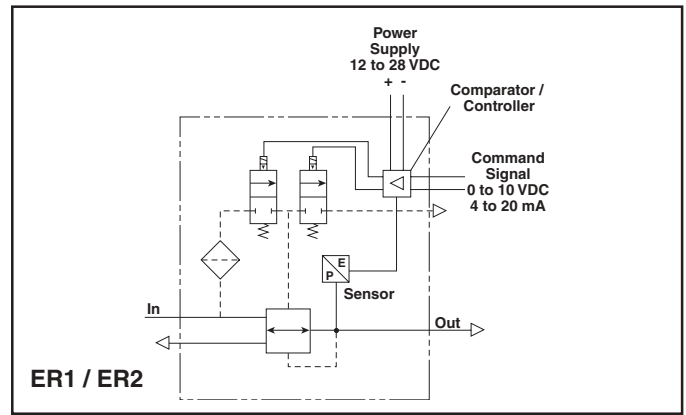 Power
Supply
12 to 28 VDC
+ -
Comparator /
Controller
Command
Signal
0 to 10 VDC
4 to 20 mA
E
P
Sensor
In
Out
ER1 / ER2